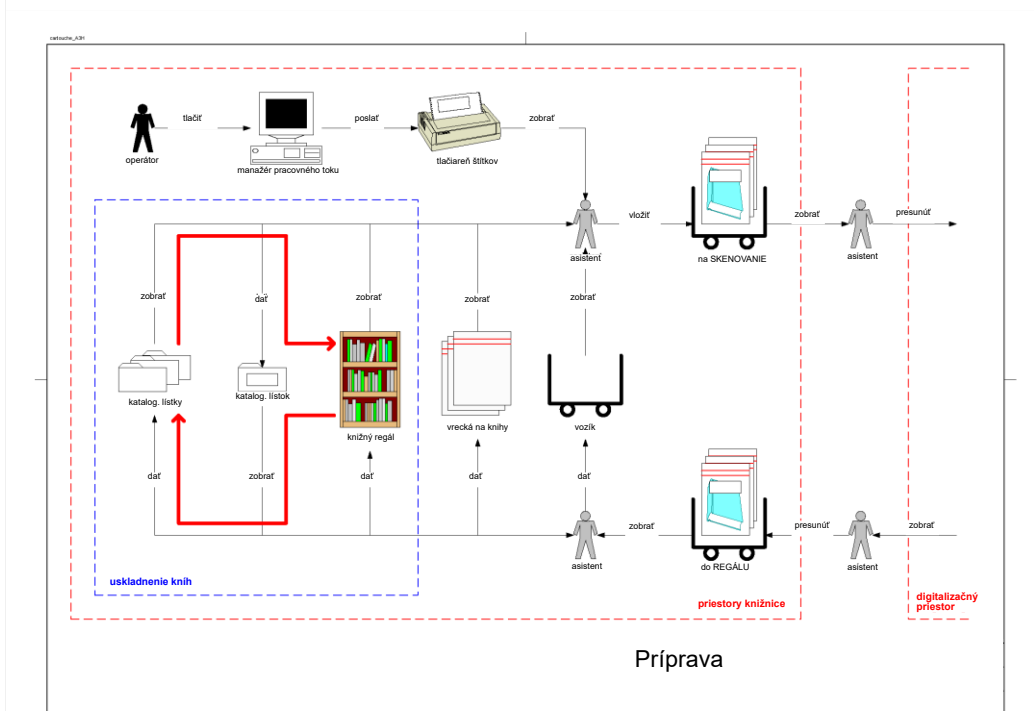 cartouche_A3H
tlačiť
poslať
zobrať
operátor
manažér pracovného toku
tlačiareň štítkov
vložiť
zobrať
presunúť
asistent
na SKENOVANIE
asistent
zobrať
dať
zobrať
zobrať
zobrať
katalog. lístky
katalog. lístok
knižný regál
vrecká na knihy
vozík
dať
zobrať
dať
dať
dať
zobrať
presunúť
zobrať
asistent
do REGÁLU
asistent
uskladnenie kníh
priestory knižnice
digitalizačný
priestor
Príprava